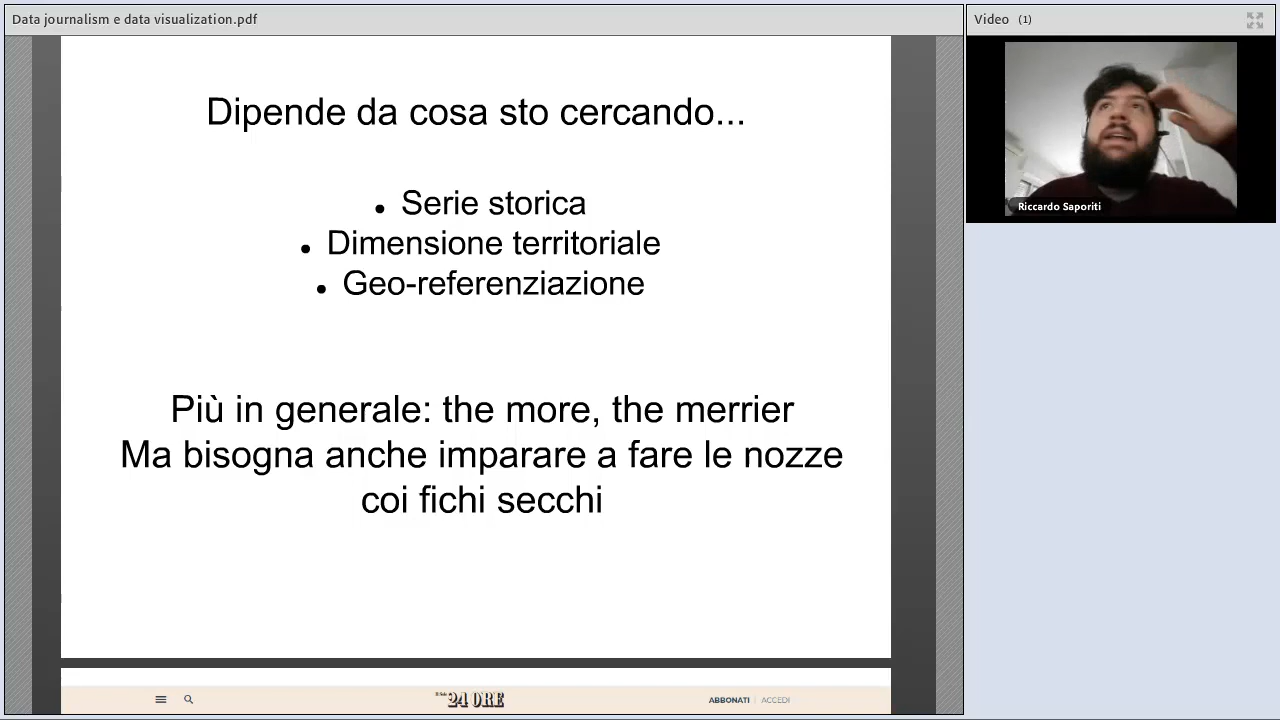 Data journalism e data visualization.pdf
Video (1)
Riccardo Saporiti
Dipende da cosa sto cercando...
• Serie storica
• Dimensione territoriale
• Geo-referenziazione
Più in generale: the more, the merrier
Ma bisogna anche imparare a fare le nozze
coi fichi secchi
Il Sole 24 ORE
ABBONATI | ACCEDI